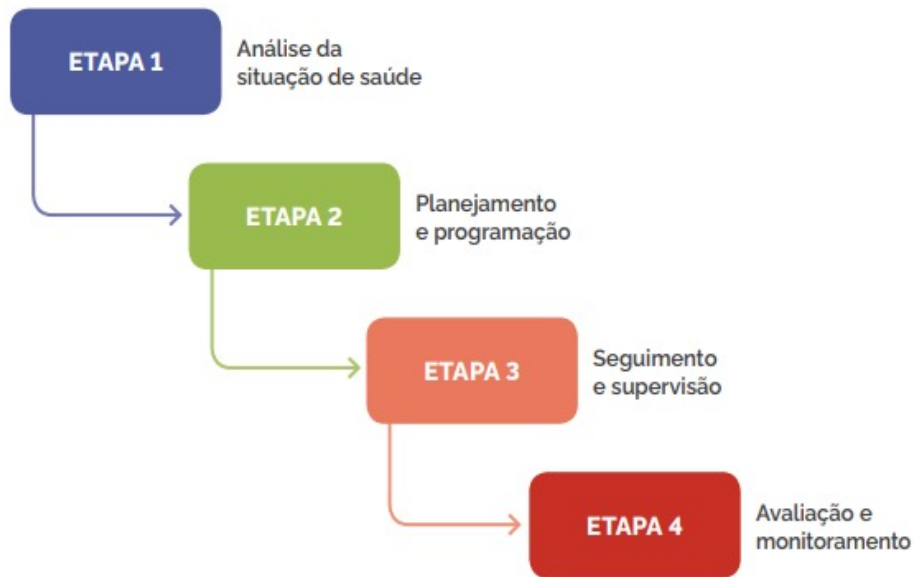 ETAPA 1
Análise da
situação de saúde
ETAPA 2
Planejamento
e programação
ETAPA 3
Seguimento
e supervisão
ETAPA 4
Avaliação e
monitoramento